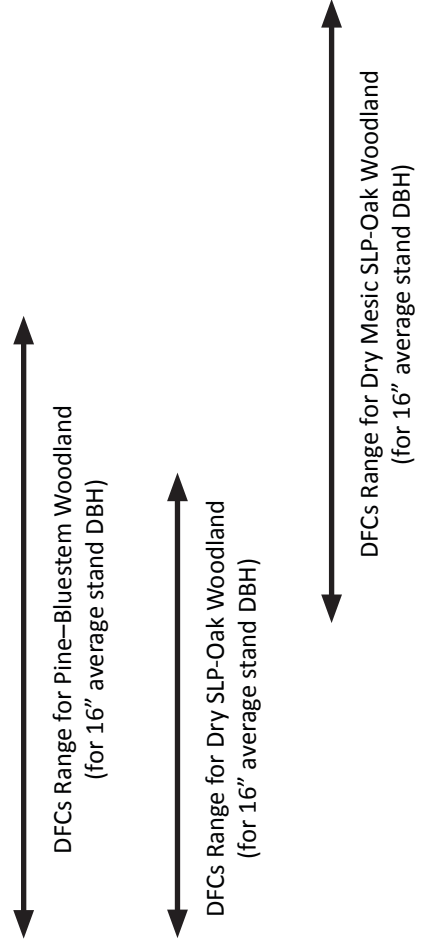 DFCs Range for Pine–Bluestem Woodland
(for 16” average stand DBH)
DFCs Range for Dry SLP-Oak Woodland
(for 16” average stand DBH)
DFCs Range for Dry Mesic SLP-Oak Woodland
(for 16” average stand DBH)